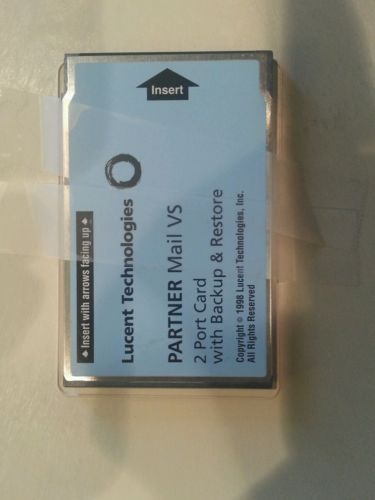 Insert
♠ Insert with arrows facing up ♠
Lucent Technologies
PARTNER Mail VS
2 Port Card
with Backup & Restore
Copyright © 1998 Lucent Technologies, Inc.
All Rights Reserved